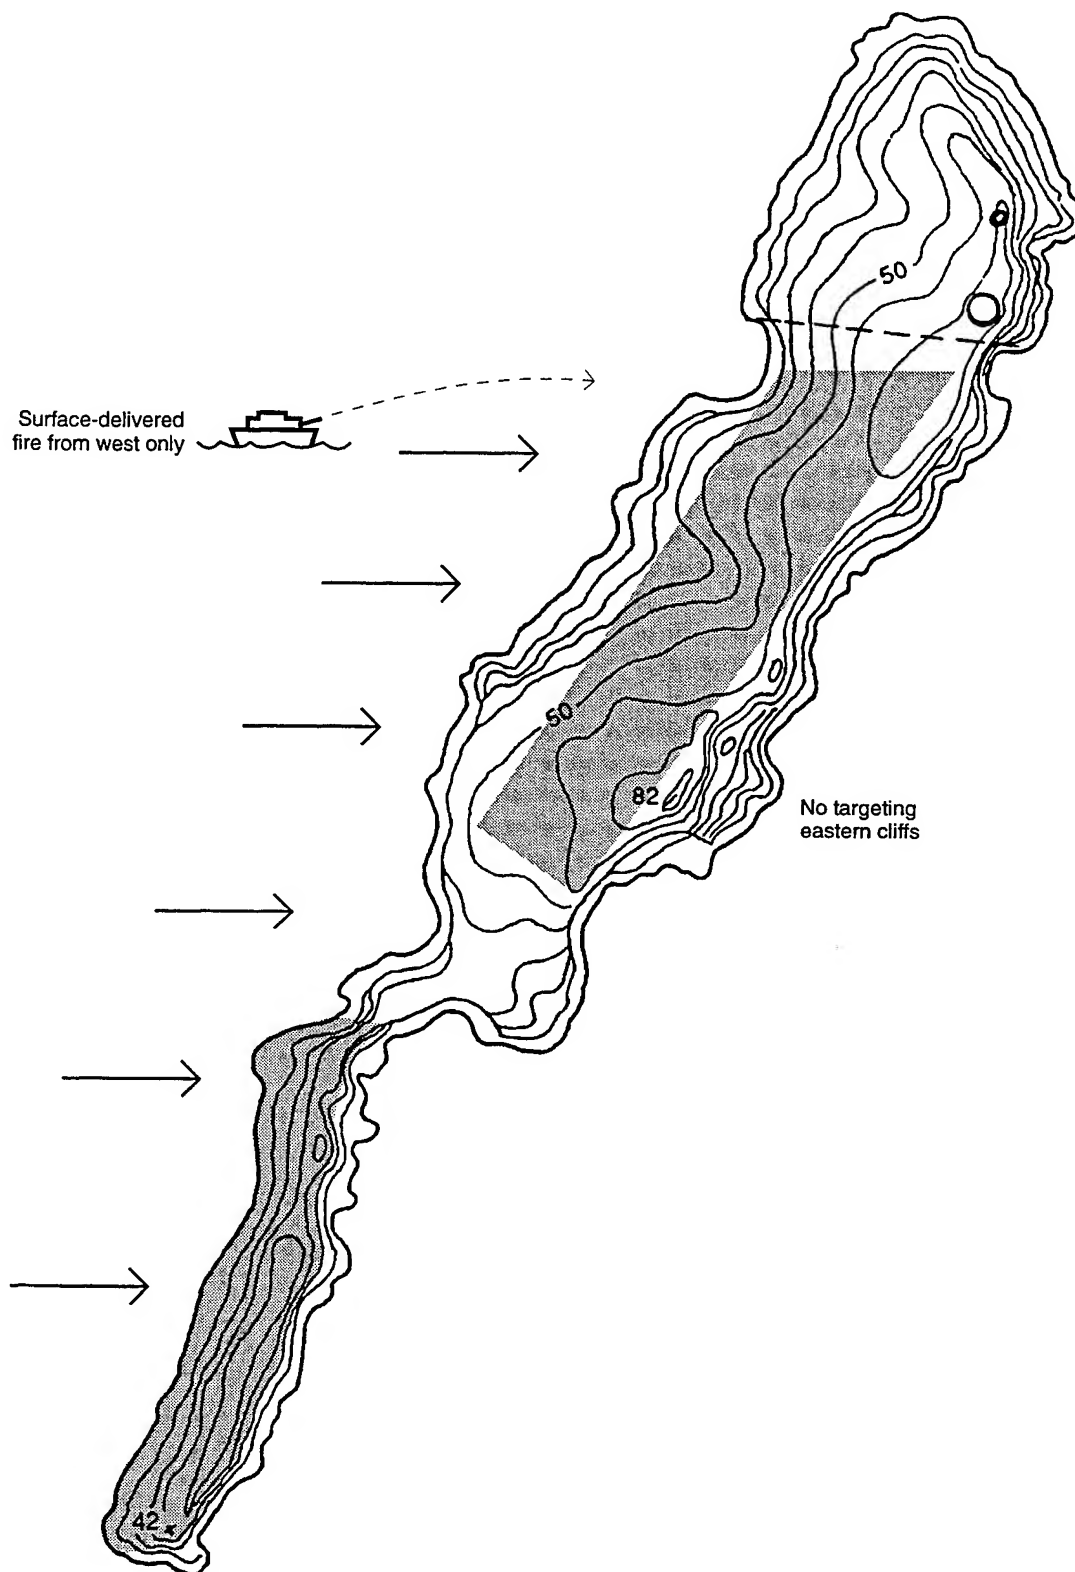 50
Surface-delivered
fire from west only
50
82
No targeting
eastern cliffs
42